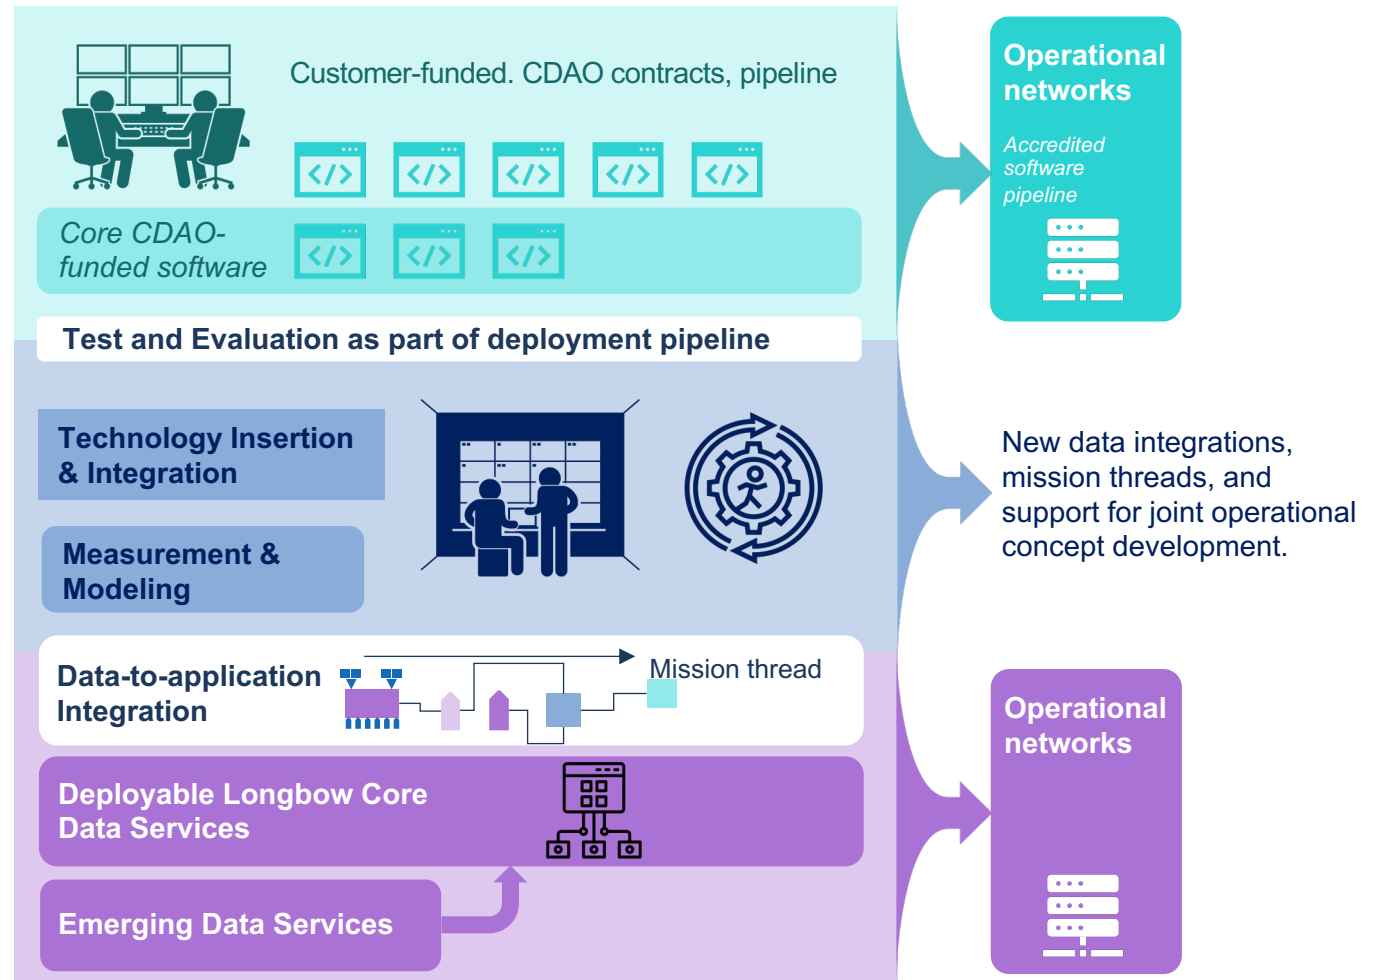 Customer-funded. CDAO contracts, pipeline
</>
</>
</>
</>
</>
Core CDAO-
funded software
</>
</>
</>
Operational
networks
Accredited
software
pipeline
Test and Evaluation as part of deployment pipeline
Technology Insertion
& Integration
Measurement &
Modeling
New data integrations,
mission threads, and
support for joint operational
concept development.
Data-to-application
Integration
Mission thread
Deployable Longbow Core
Data Services
Emerging Data Services
Operational
networks